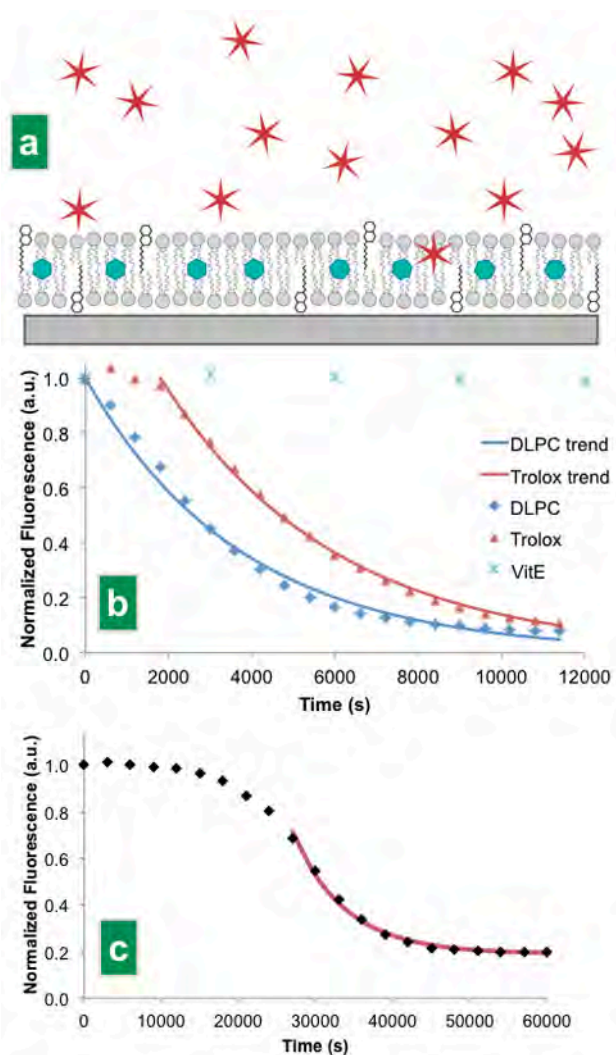 a
Normalized Fluorescence (a.u.)
1.0
0.8
0.6
0.4
0.2
0.0
DLPC trend
Trolox trend
DLPC
Trolox
VitE
b
0 2000 4000 6000 8000 10000 12000
Time (s)
Normalized Fluorescence (a.u.)
1.0
0.8
0.6
0.4
0.2
0.0
c
0 10000 20000 30000 40000 50000 60000
Time (s)